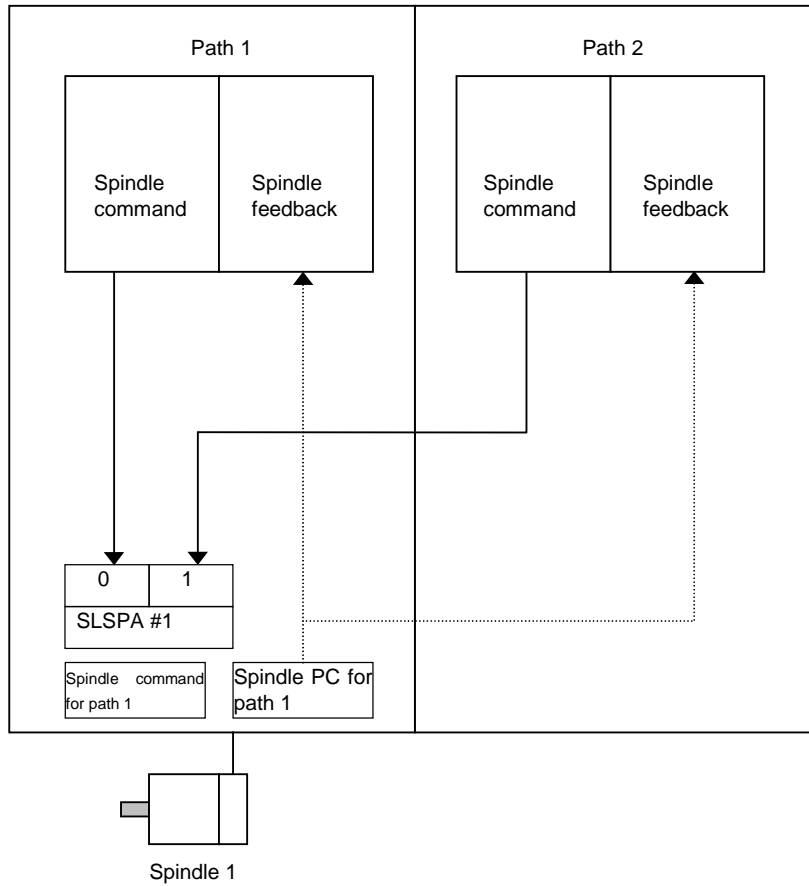 Path 1
Path 2
Spindle
command
Spindle
feedback
Spindle
command
Spindle
feedback
0
1
SLSPA #1
Spindle command
for path 1
Spindle PC for
path 1
Spindle 1